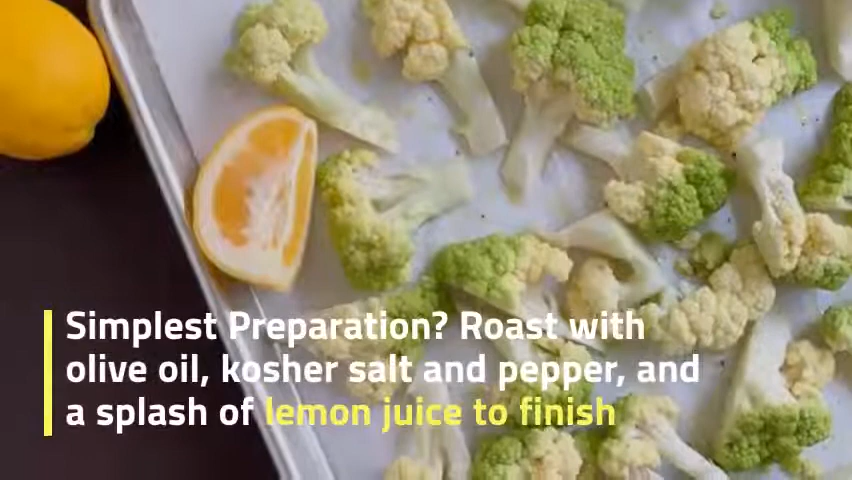 Simplest Preparation? Roast with
olive oil, kosher salt and pepper, and
a splash of lemon juice to finish